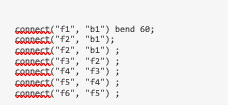 connect("f1", "b1") bend 60;
connect("f2", "b1");
connect("f2", "b1") ;
connect("f3", "f2") ;
connect("f4", "f3") ;
connect("f5", "f4") ;
connect("f6", "f5") ;